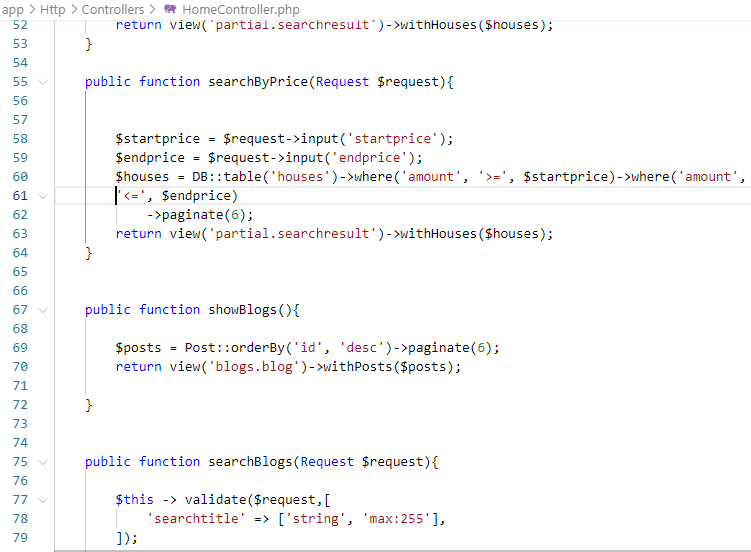 app > Http > Controllers > HomeController.php
52 return view('partial.searchresult')->withHouses($houses);
53 }
54
55 public function searchByPrice(Request $request){
56
57
58 $startprice = $request->input('startprice');
59 $endprice = $request->input('endprice');
60 $houses = DB::table('houses')->where('amount', '>=', $startprice)->where('amount',
61 '<=', $endprice)
62 ->paginate(6);
63 return view('partial.searchresult')->withHouses($houses);
64 }
65
66
67 public function showBlogs(){
68
69 $posts = Post::orderBy('id', 'desc')->paginate(6);
70 return view('blogs.blog')->withPosts($posts);
71
72 }
73
74
75 public function searchBlogs(Request $request){
76
77 $this -> validate($request,[
78 'searchtitle' => ['string', 'max:255'],
79 ]);